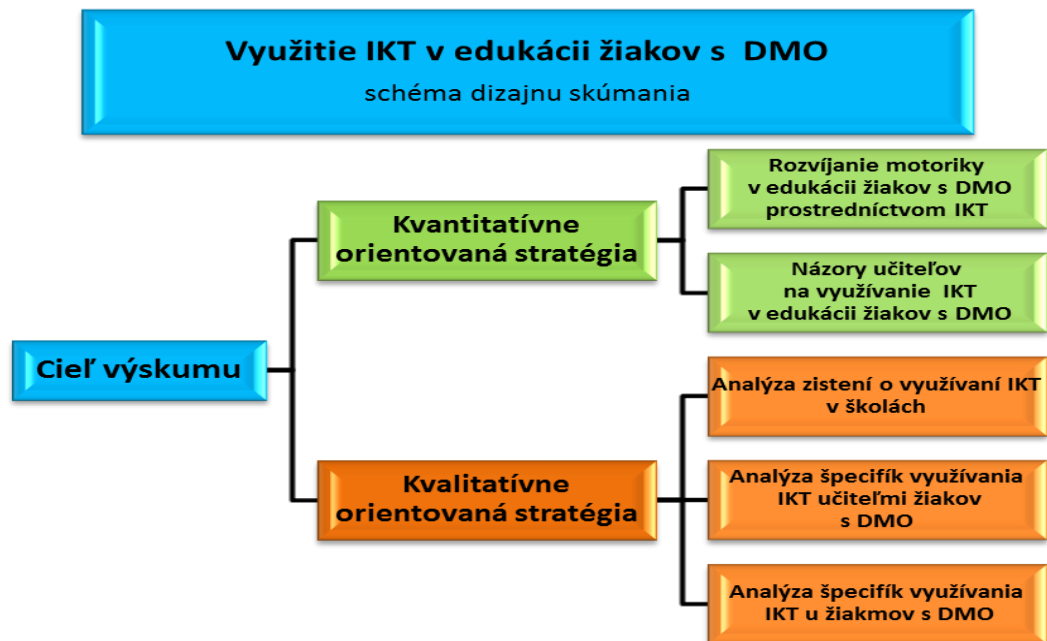 Využitie IKT v edukácii žiakov s DMO
schéma dizajnu skúmania
Rozvíjanie motoriky
v edukácii žiakov s DMO
prostredníctvom IKT
Kvantitatívne
orientovaná stratégia
Názory učiteľov
na využívanie IKT
v edukácii žiakov s DMO
Cieľ výskumu
Analýza zistení o využívaní IKT
v školách
Kvalitatívne
orientovaná stratégia
Analýza špecifík využívania
IKT učiteľmi žiakov
s DMO
Analýza špecifík využívania
IKT u žiakmov s DMO